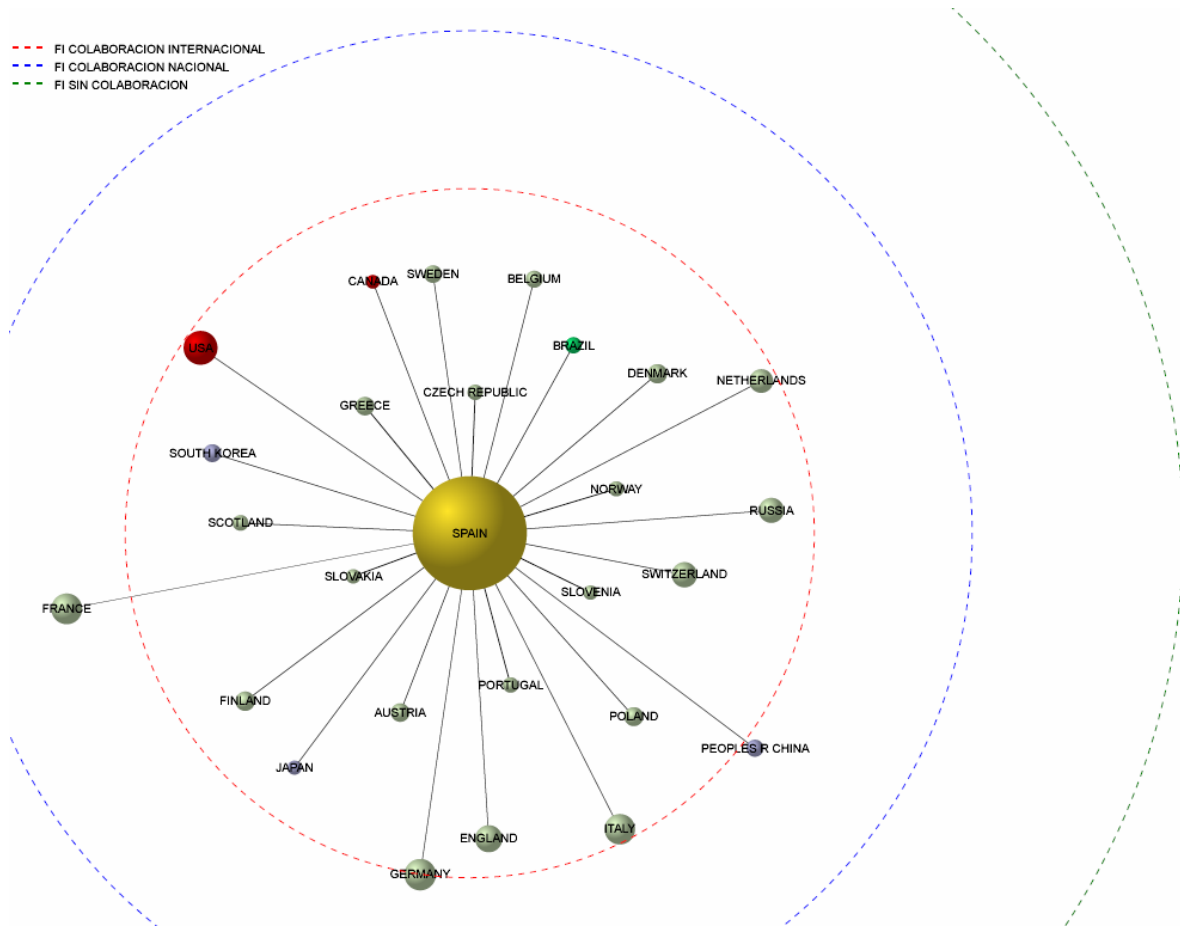 FI COLABORACION INTERNACIONAL
FI COLABORACION NACIONAL
FI SIN COLABORACION
CANADA
SWEDEN
BELGIUM
USA
BRAZIL
DENMARK
NETHERLANDS
CZECH REPUBLIC
GREECE
SOUTH KOREA
NORWAY
SCOTLAND
RUSSIA
SPAIN
SLOVAKIA
SWITZERLAND
SLOVENIA
FRANCE
FINLAND
AUSTRIA
PORTUGAL
POLAND
PEOPLES R CHINA
JAPAN
ENGLAND
ITALY
GERMANY